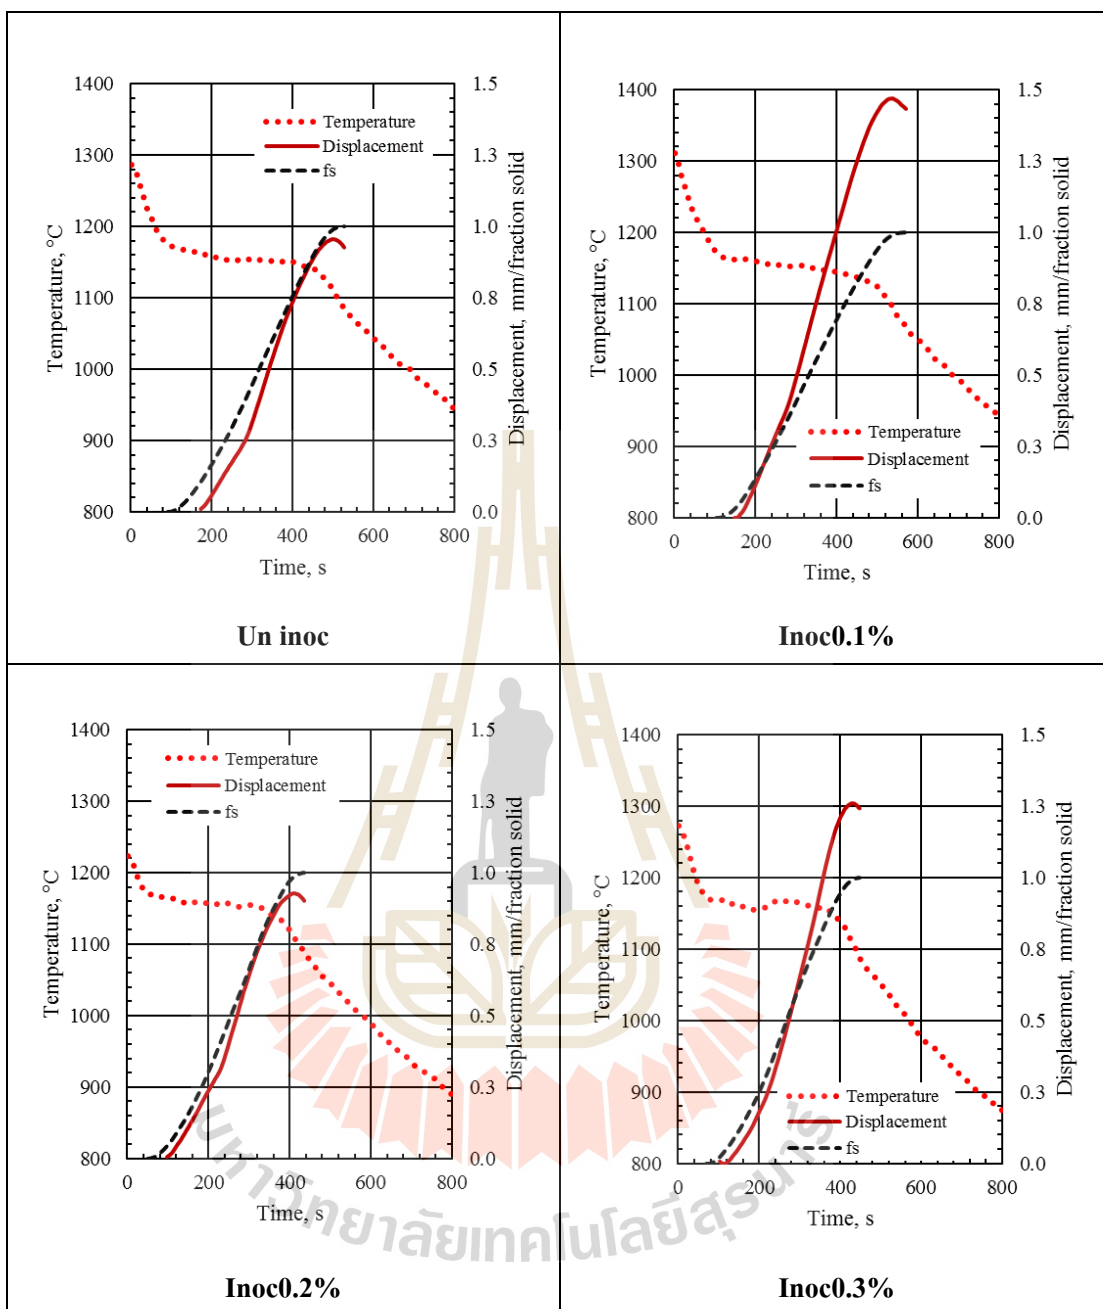 1400
1300
1200
1100
1000
900
800
Temperature, °C
0 200 400 600 800
Time, s
1.5
1.3
1.0
0.8
0.5
0.3
0.0
Displacement, mm/fraction solid
Temperature
Displacement
fs
Un inoc
1400
1300
1200
1100
1000
900
800
Temperature, °C
0 200 400 600 800
Time, s
1.5
1.3
1.0
0.8
0.5
0.3
0.0
Displacement, mm/fraction solid
Temperature
Displacement
fs
Inoc0.1%
1400
1300
1200
1100
1000
900
800
Temperature, °C
0 200 400 600 800
Time, s
1.5
1.3
1.0
0.8
0.5
0.3
0.0
Displacement, mm/fraction solid
Temperature
Displacement
fs
Inoc0.2%
1400
1300
1200
1100
1000
900
800
Temperature, °C
0 200 400 600 800
Time, s
1.5
1.3
1.0
0.8
0.5
0.3
0.0
Displacement, mm/fraction solid
Temperature
Displacement
fs
Inoc0.3%
มหาวิทยาลัยเทคโนโลยีสุรนารี